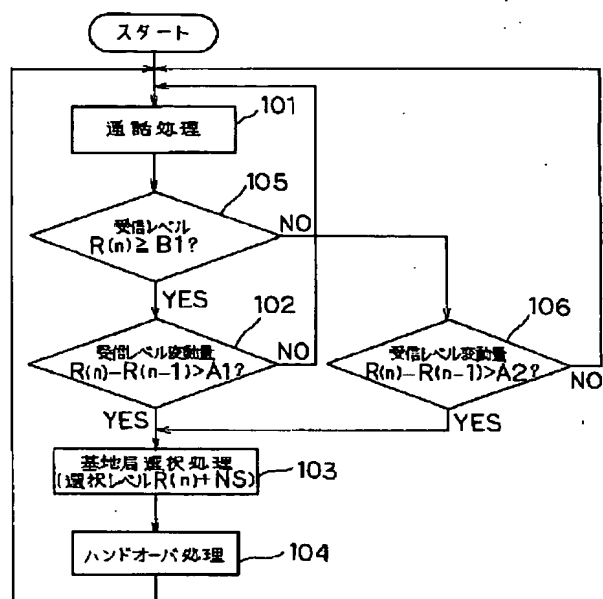 スタート
101
通話処理
105
受信レベル
R(n)≧B1?
NO
YES
102
受信レベル変動量
R(n)-R(n-1)>A1?
NO
YES
106
受信レベル変動量
R(n)-R(n-1)>A2?
NO
YES
基地局選択処理
(選択レベルR(n)+NS)
103
ハンドオーバ処理
104